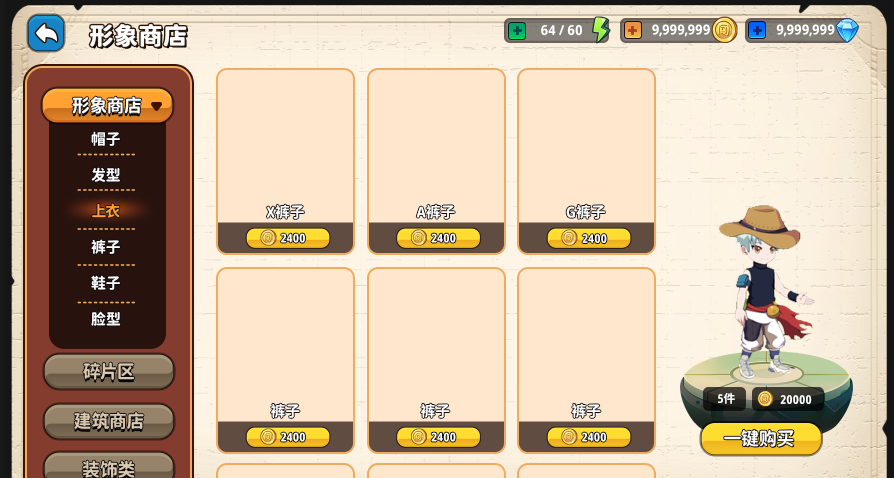 形象商店
64 / 60
9,999,999
9,999,999
形象商店
帽子
发型
上衣
裤子
鞋子
脸型
碎片区
建筑商店
装饰类
X裤子
A裤子
G裤子
2400
2400
2400
裤子
裤子
裤子
2400
2400
2400
5件
20000
一键购买